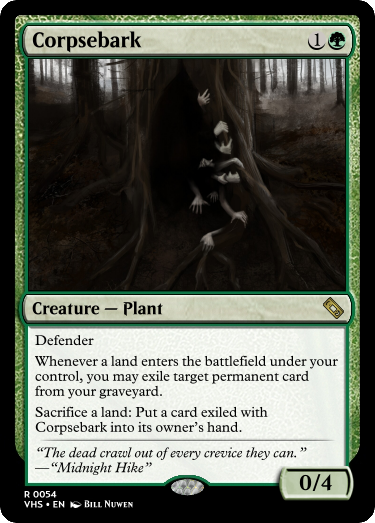 Corpsebark 1
Creature — Plant
Defender
Whenever a land enters the battlefield under your
control, you may exile target permanent card
from your graveyard.
Sacrifice a land: Put a card exiled with
Corpsebark into its owner's hand.
"The dead crawl out of every crevice they can."
—"Midnight Hike"
0/4
R 0054
VHS • EN Bill Nuwen